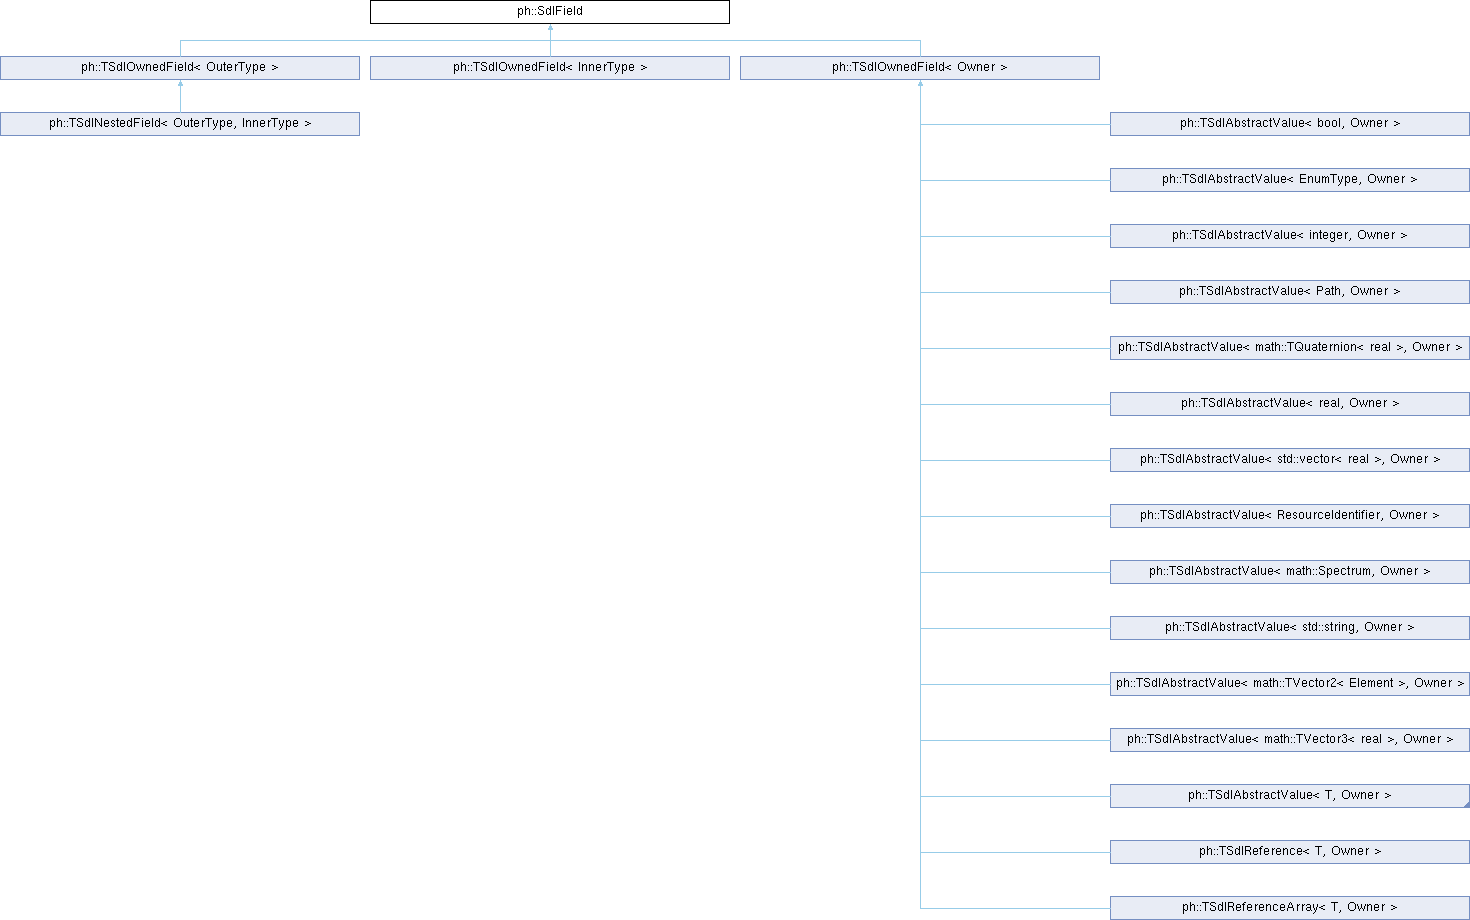 ph::SdlField
ph::TSdlOwnedField< OuterType >
ph::TSdlOwnedField< InnerType >
ph::TSdlOwnedField< Owner >
ph::TSdlNestedField< OuterType, InnerType >
ph::TSdlAbstractValue< bool, Owner >
ph::TSdlAbstractValue< EnumType, Owner >
ph::TSdlAbstractValue< integer, Owner >
ph::TSdlAbstractValue< Path, Owner >
ph::TSdlAbstractValue< math::TQuaternion< real >, Owner >
ph::TSdlAbstractValue< real, Owner >
ph::TSdlAbstractValue< std::vector< real >, Owner >
ph::TSdlAbstractValue< ResourceIdentifier, Owner >
ph::TSdlAbstractValue< math::Spectrum, Owner >
ph::TSdlAbstractValue< std::string, Owner >
ph::TSdlAbstractValue< math::TVector2< Element >, Owner >
ph::TSdlAbstractValue< math::TVector3< real >, Owner >
ph::TSdlAbstractValue< T, Owner >
ph::TSdlReference< T, Owner >
ph::TSdlReferenceArray< T, Owner >